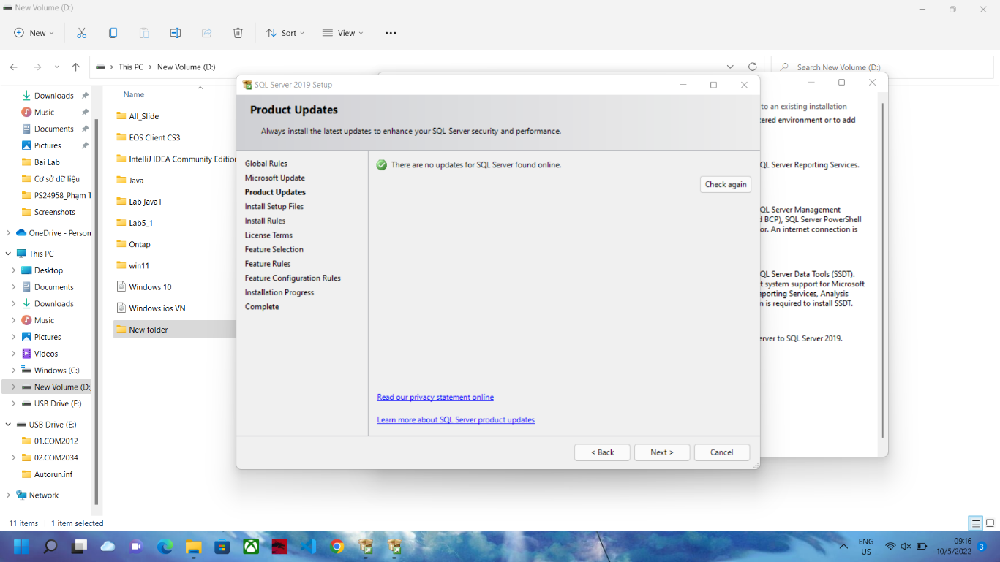 New Volume (D:)
New
Sort
View
This PC
New Volume (D:)
Search New Volume (D:)
Downloads
Music
Documents
Pictures
Bai Lab
Cơ sở dữ liệu
PS24958_Phạm T
Screenshots
OneDrive - Person
This PC
Desktop
Documents
Downloads
Music
Pictures
Videos
Windows (C:)
New Volume (D:
USB Drive (E:)
USB Drive (E:)
01.COM2012
02.COM2034
Autorun.inf
Network
Name
All_Slide
EOS Client CS3
IntelliJ IDEA Community Edition
Java
Lab java1
Lab5_1
Ontap
win11
Windows 10
Windows ios VN
New folder
SQL Server 2019 Setup
Product Updates
Always install the latest updates to enhance your SQL Server security and performance.
Global Rules
Microsoft Update
Product Updates
Install Setup Files
Install Rules
License Terms
Feature Selection
Feature Rules
Feature Configuration Rules
Installation Progress
Complete
There are no updates for SQL Server found online.
Check again
Read our privacy statement online
Learn more about SQL Server product updates
< Back
Next >
Cancel
to an existing installation
tered environment or to add
QL Server Reporting Services.
QL Server Management
d BCP), SQL Server PowerShell
or. An internet connection is
QL Server Data Tools (SSDT).
t system support for Microsoft
eporting Services, Analysis
n is required to install SSDT.
erver to SQL Server 2019.
11 items
1 item selected
ENG
US
09:16
10/5/2022
3